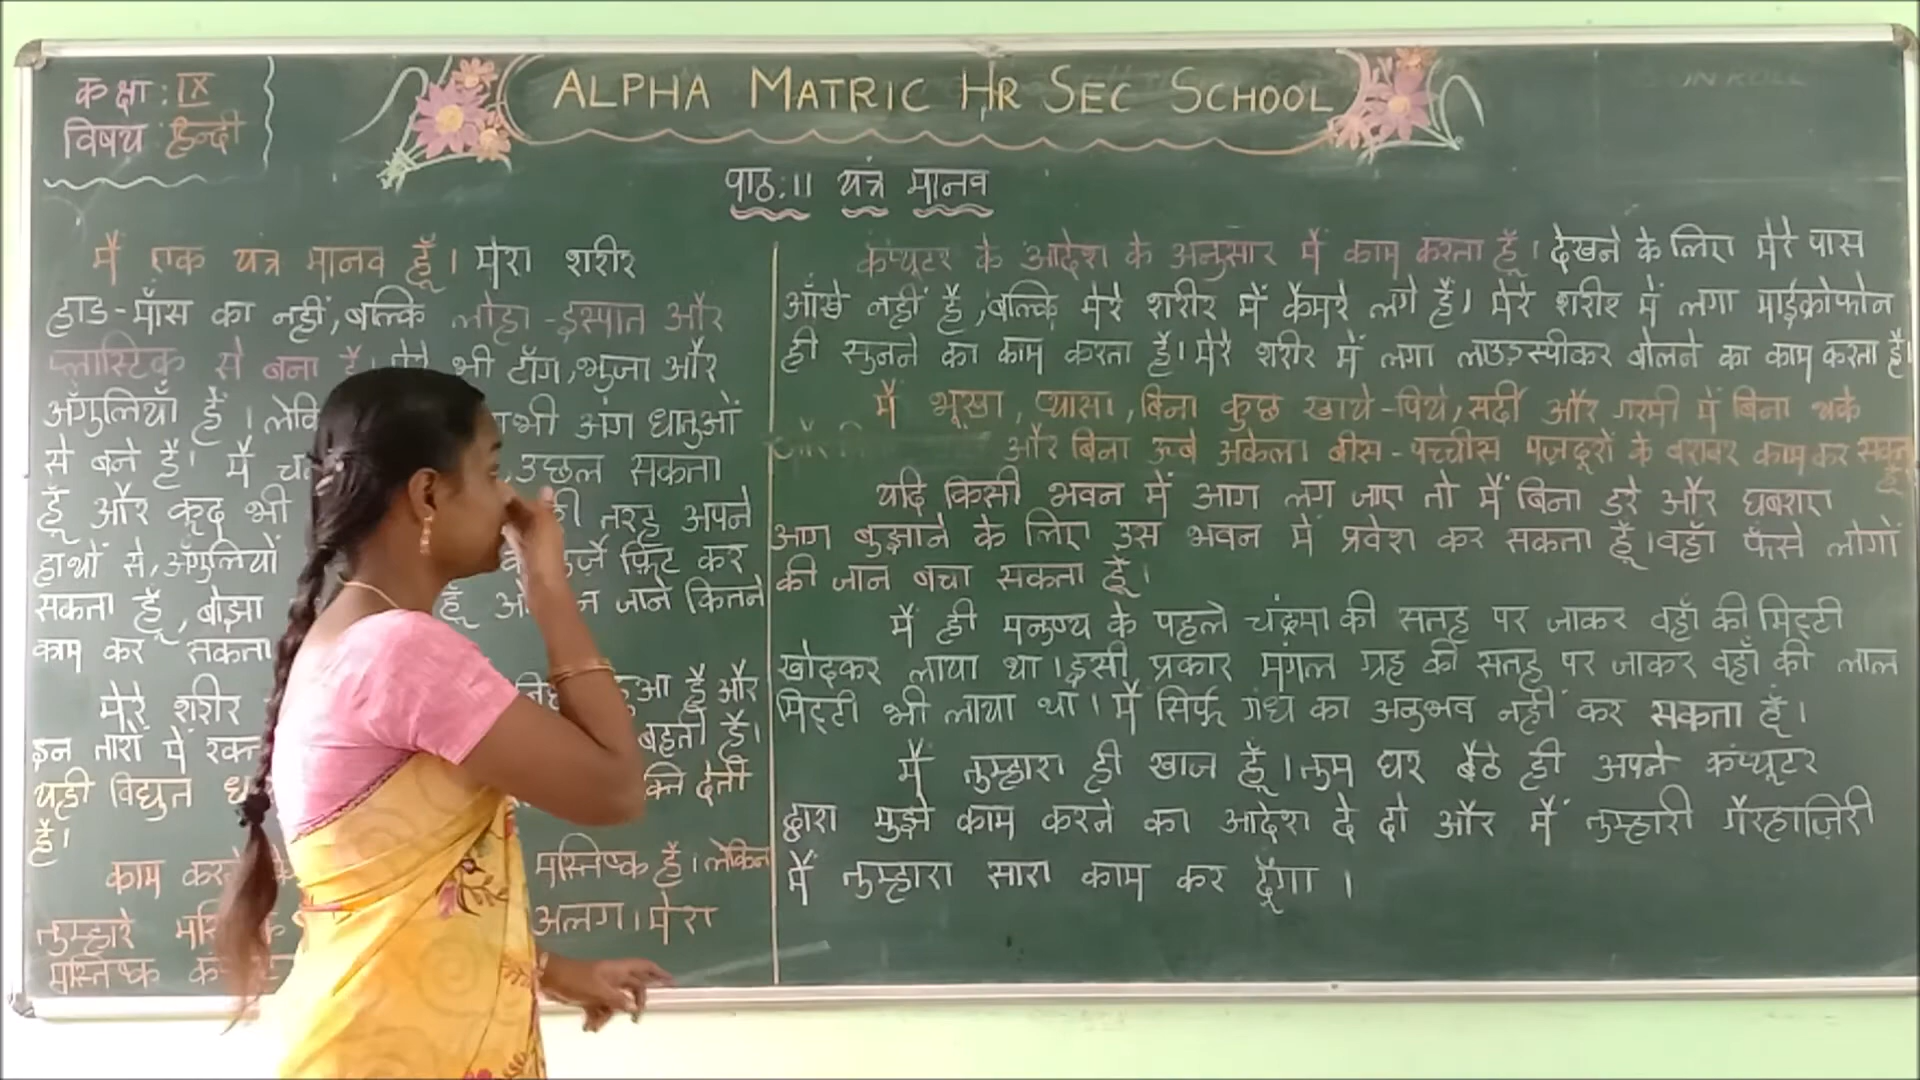 कक्षा : IX
विषय : हिन्दी
ALPHA MATRIC HR SEC SCHOOL
पाठ: 11 यंत्र मानव
मैं एक यत्र मानव हूँ। मेरा शरीर
हाड-माँस का नहीं, बल्कि लोहा-इस्पात और
प्लास्टिक से बना है। भी टाँग, भुजा और
अँगुलियाँ हैं। अंग धातुओं
से बने हैं। मैं उछल सकता
हूँ और कूद भी की तरह अपने
हाथों से, अँगुलियों फ़िट कर
सकता हूँ, बोझा हूँ न जाने कितने
काम कर सकता
मेरे शरीर हुआ हैं और
इन तारों में बहती है।
यही विद्युत देती
है।
काम मस्तिष्क है। लेकिन
तुम्हारे अलग। मेरा
मस्तिष्क
कंप्यूटर के आदेश के अनुसार मैं काम करता हूँ। देखने के लिए मेरे पास
आँखे नहीं हैं, बल्कि मेरे शरीर में कैमरे लगे हैं। मेरे शरीर में लगा माईक्रोफोन
ही सुनने का काम करता हैं। मेरे शरीर में लगा लाउडस्पीकर बोलने का काम करता है।
मैं भूखा, प्यासा, बिना कुछ खाये-पिये, सर्दी और गरमी में बिना थके
और बिना ऊबे अकेला बीस-पच्चीस मज़दूरों के बराबर काम कर सकता
हूँ
यदि किसी भवन में आग लग जाए तो मैं बिना डरे और घबराए
आग बुझाने के लिए उस भवन में प्रवेश कर सकता हूँ। वहाँ फँसे लोगों
की जान बचा सकता हूँ।
मैं ही मनुष्य के पहले चंद्रमा की सतह पर जाकर वहाँ की मिट्टी
खोदकर लाया था। इसी प्रकार मंगल ग्रह की सतह पर जाकर वहाँ की लाल
मिट्टी भी लाया था। मैं सिर्फ़ गंध का अनुभव नहीं कर सकता हूँ।
मैं तुम्हारा ही खाज हूँ। तुम घर बैठे ही अपने कंप्यूटर
द्वारा मुझे काम करने का आदेश दे दो और मैं तुम्हारी गैरहाज़िरी
में तुम्हारा सारा काम कर दूँगा।